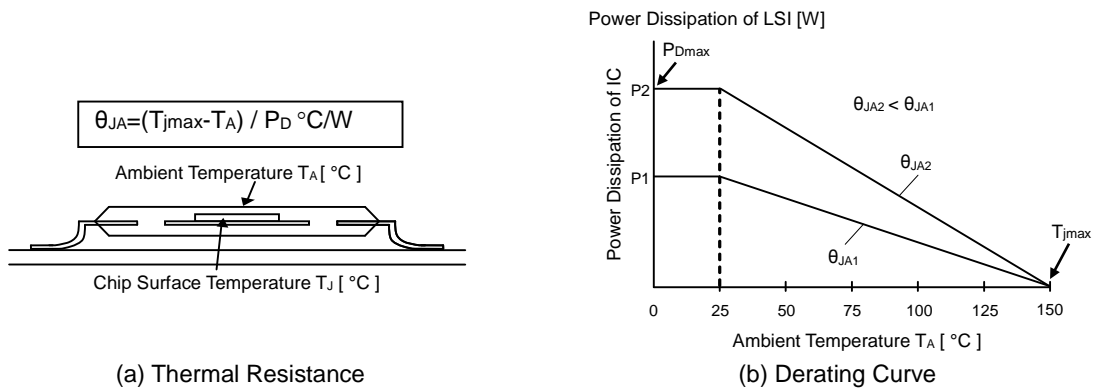 θJA=(Tjmax-TA) / PD °C/W
Ambient Temperature TA [ °C ]
Chip Surface Temperature TJ [ °C ]
(a) Thermal Resistance
Power Dissipation of LSI [W]
PDmax
Power Dissipation of IC
P2
P1
θJA2 < θJA1
θJA2
θJA1
Tjmax
0 25 50 75 100 125 150
Ambient Temperature TA [ °C ]
(b) Derating Curve